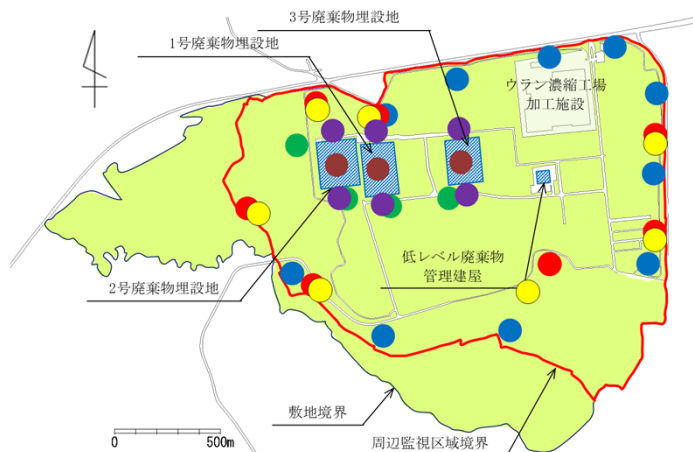 3号廃棄物埋設地
1号廃棄物埋設地
ウラン濃縮工場
加工施設
低レベル廃棄物
管理建屋
2号廃棄物埋設地
敷地境界
周辺監視区域境界
0
500m